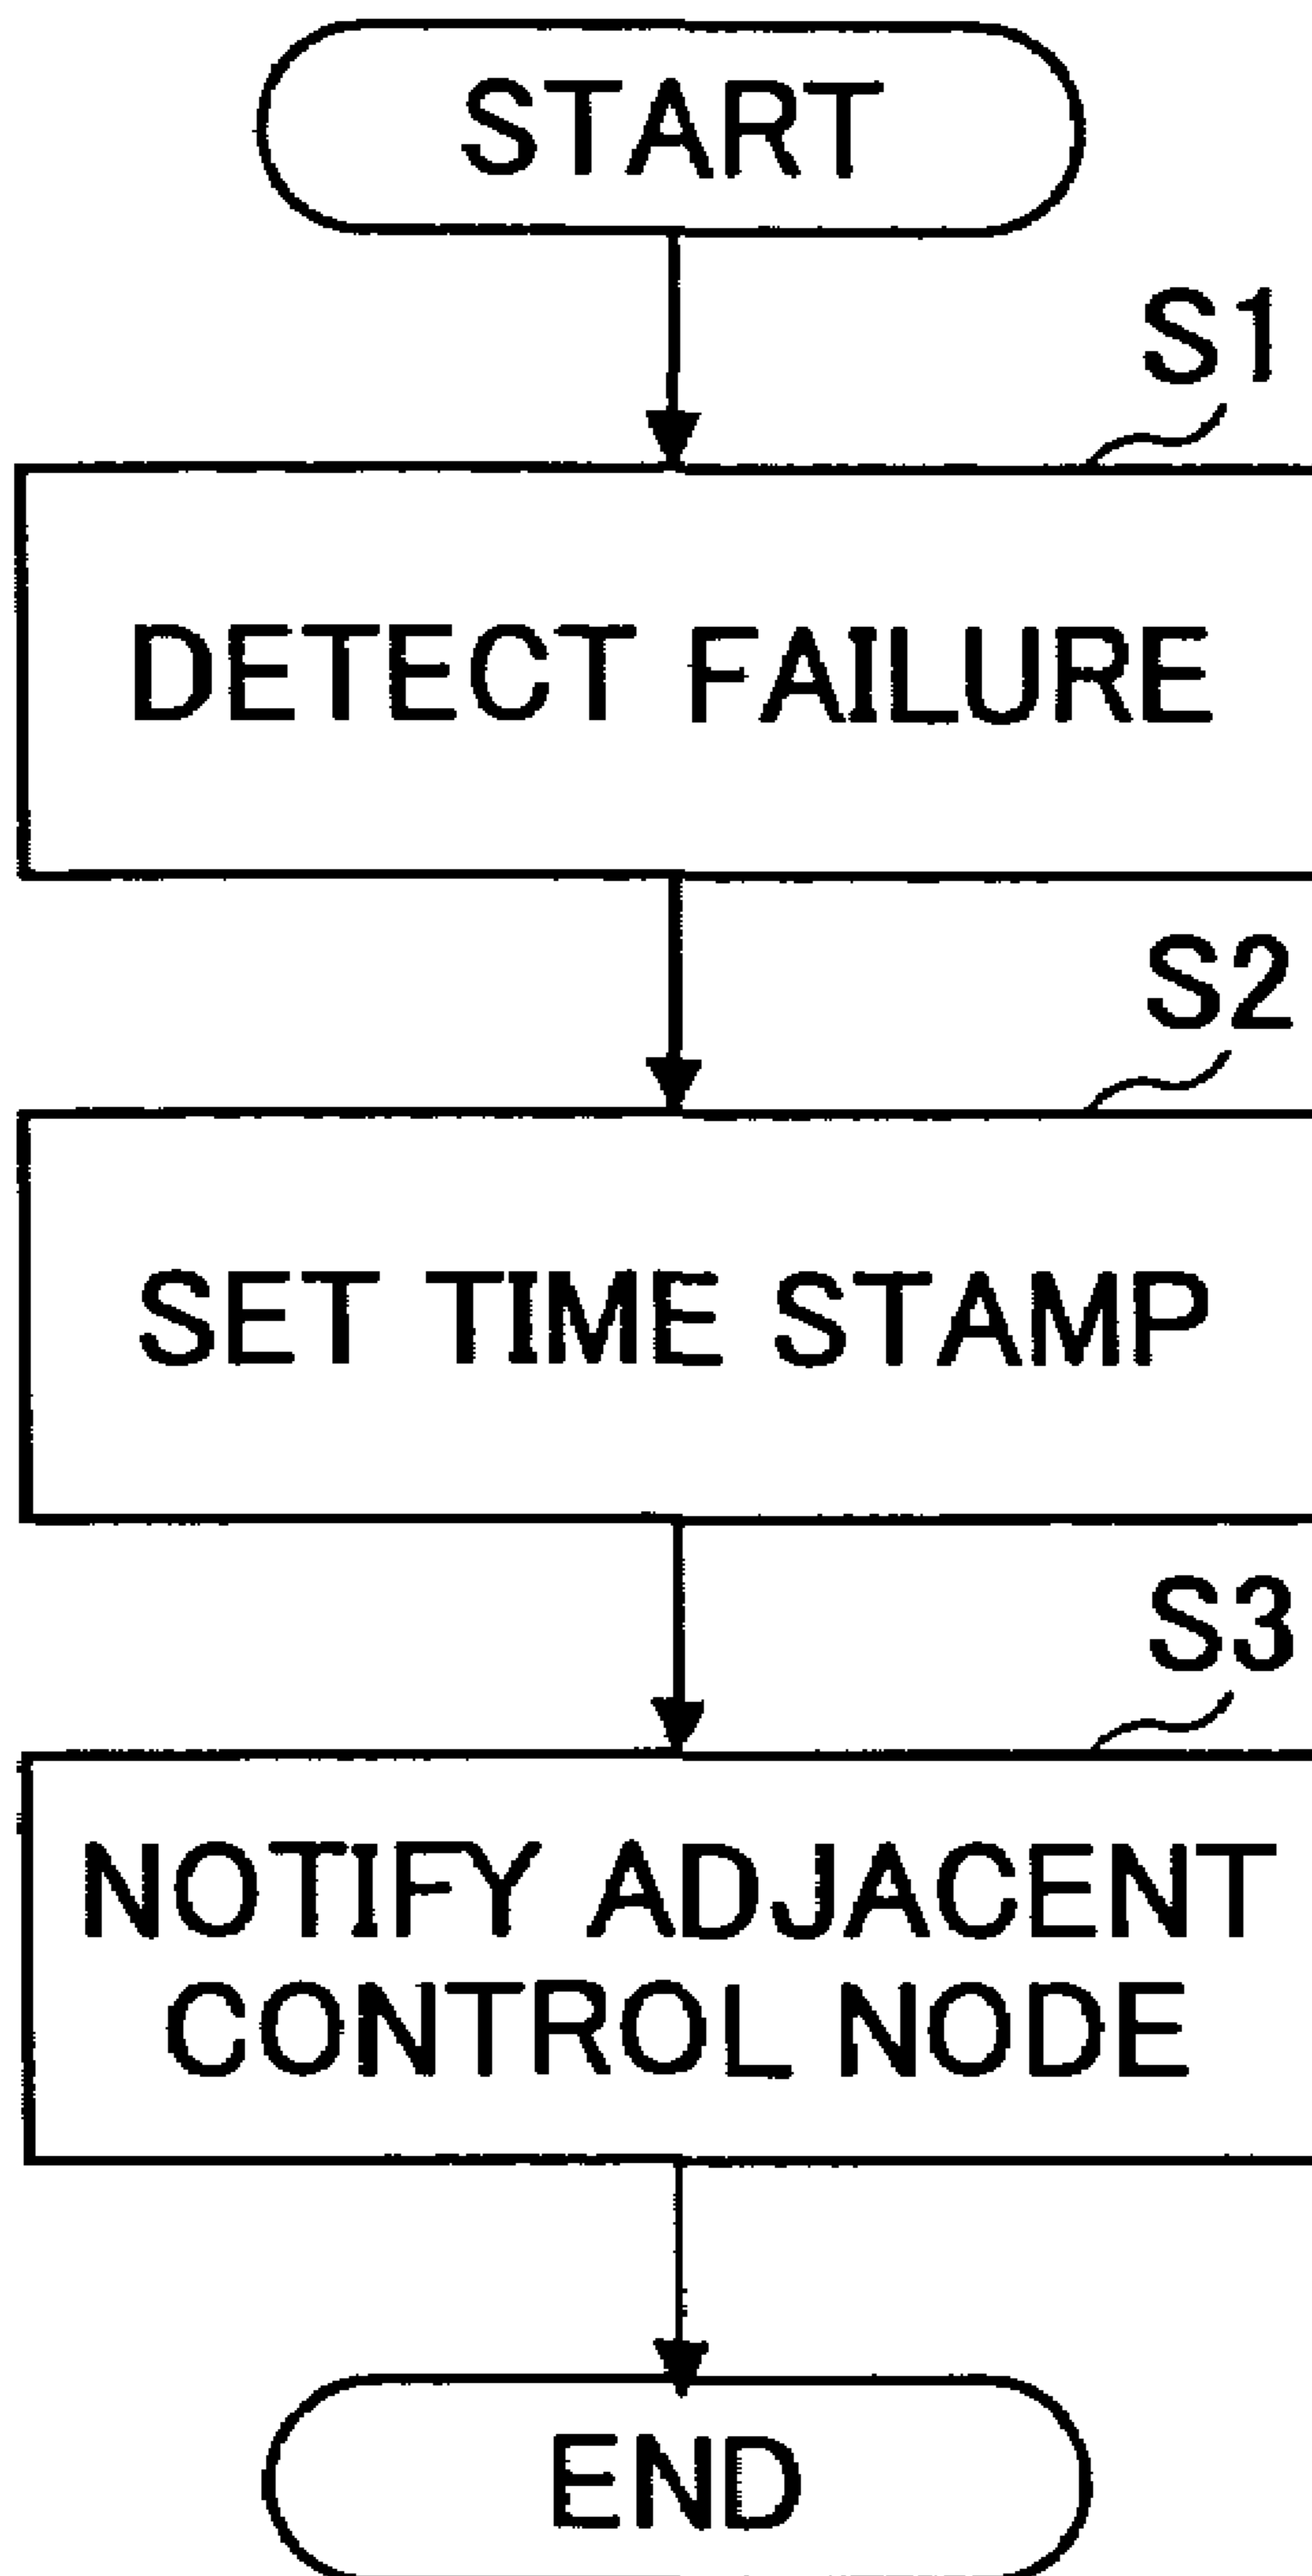 START
S1
DETECT FAILURE
S2
SET TIME STAMP
S3
NOTIFY ADJACENT
CONTROL NODE
END